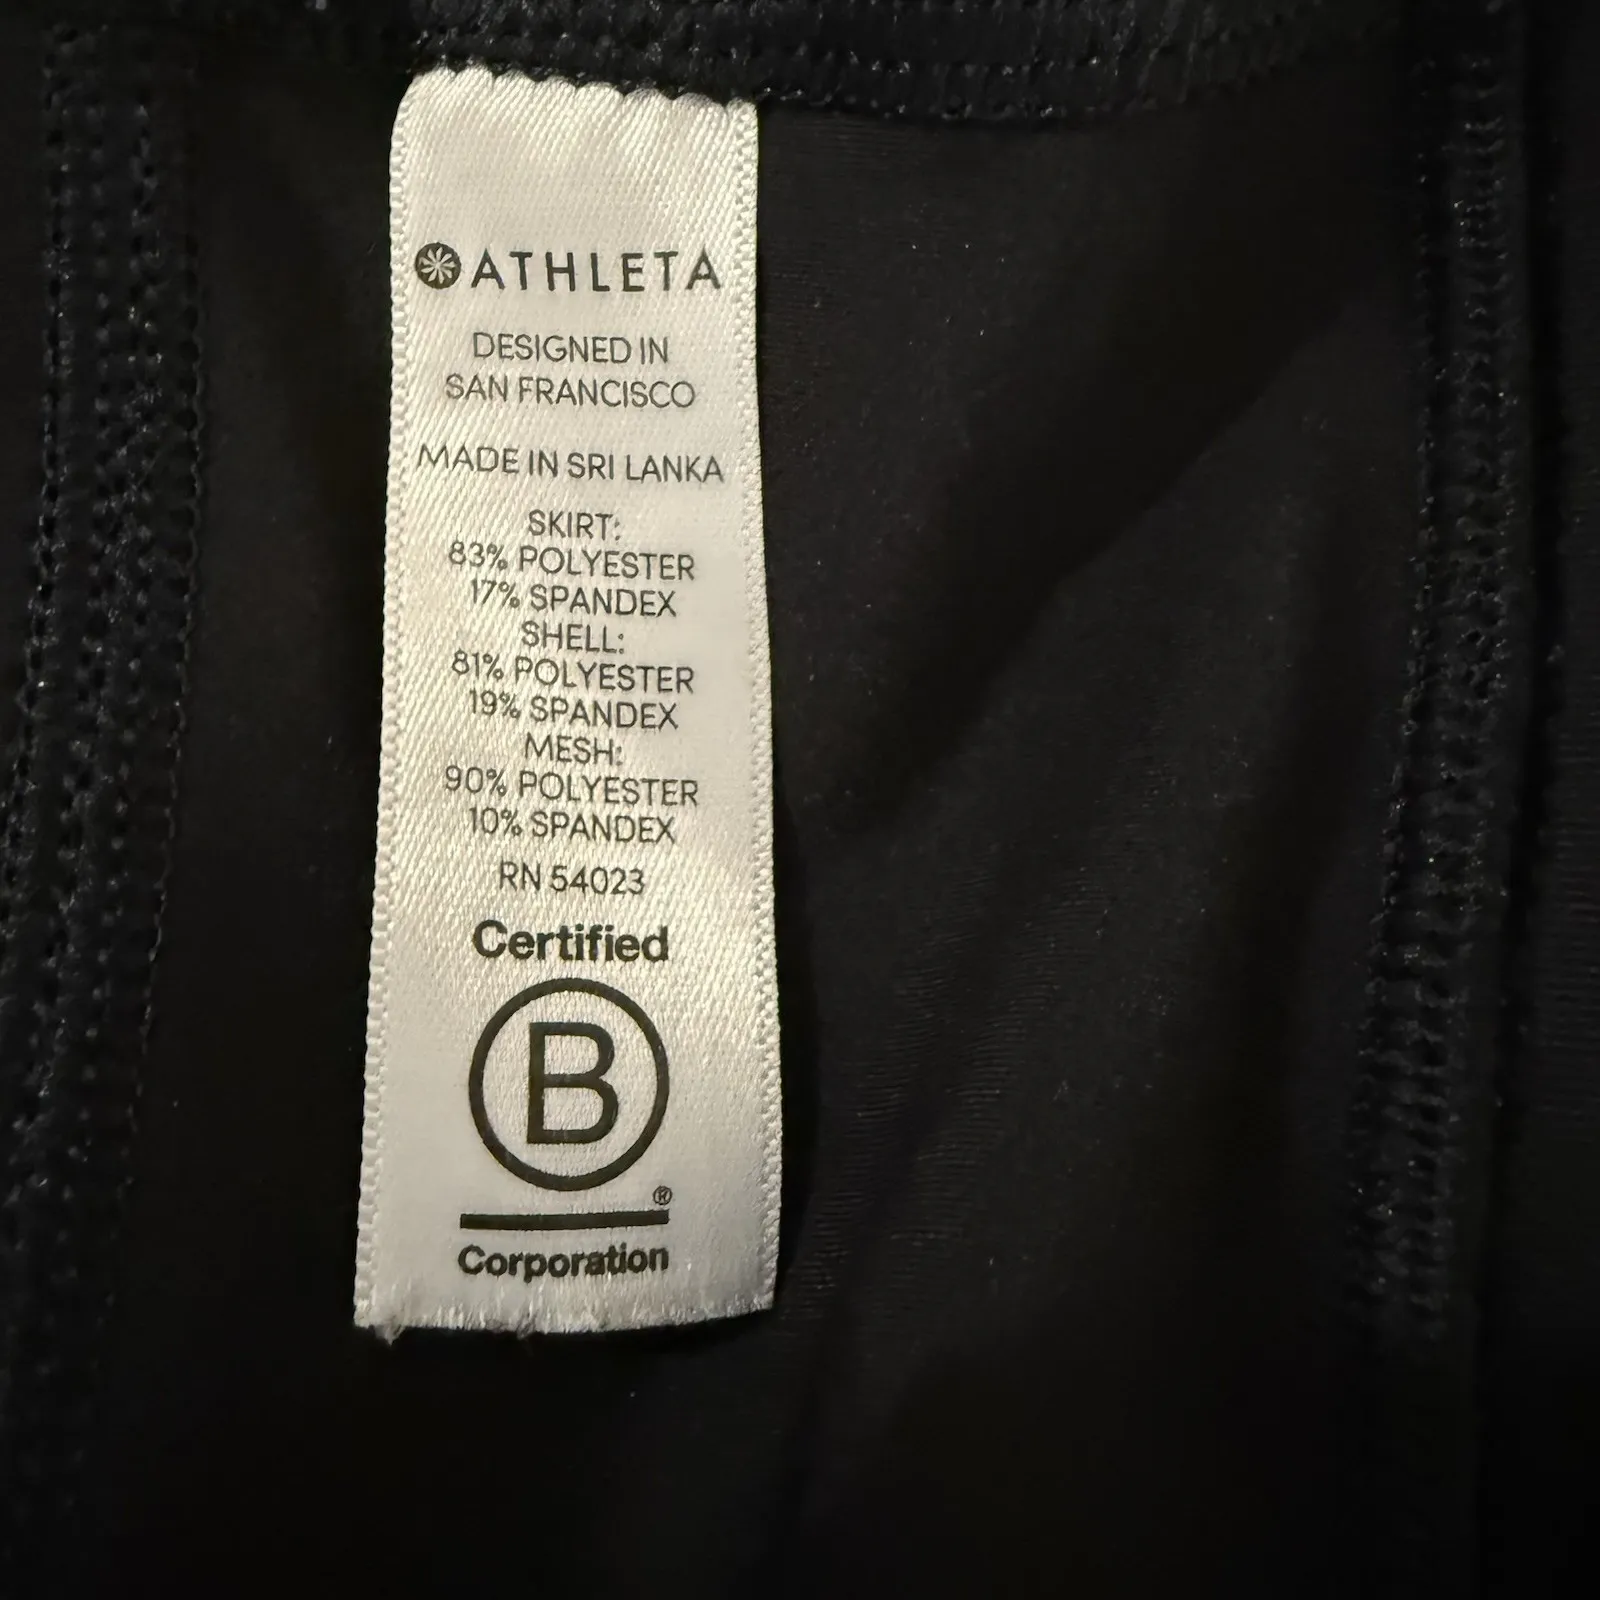 ATHLETA
DESIGNED IN
SAN FRANCISCO
MADE IN SRI LANKA
SKIRT:
83% POLYESTER
17% SPANDEX
SHELL:
81% POLYESTER
19% SPANDEX
MESH:
90% POLYESTER
10% SPANDEX
RN 54023
Certified
B
®
Corporation